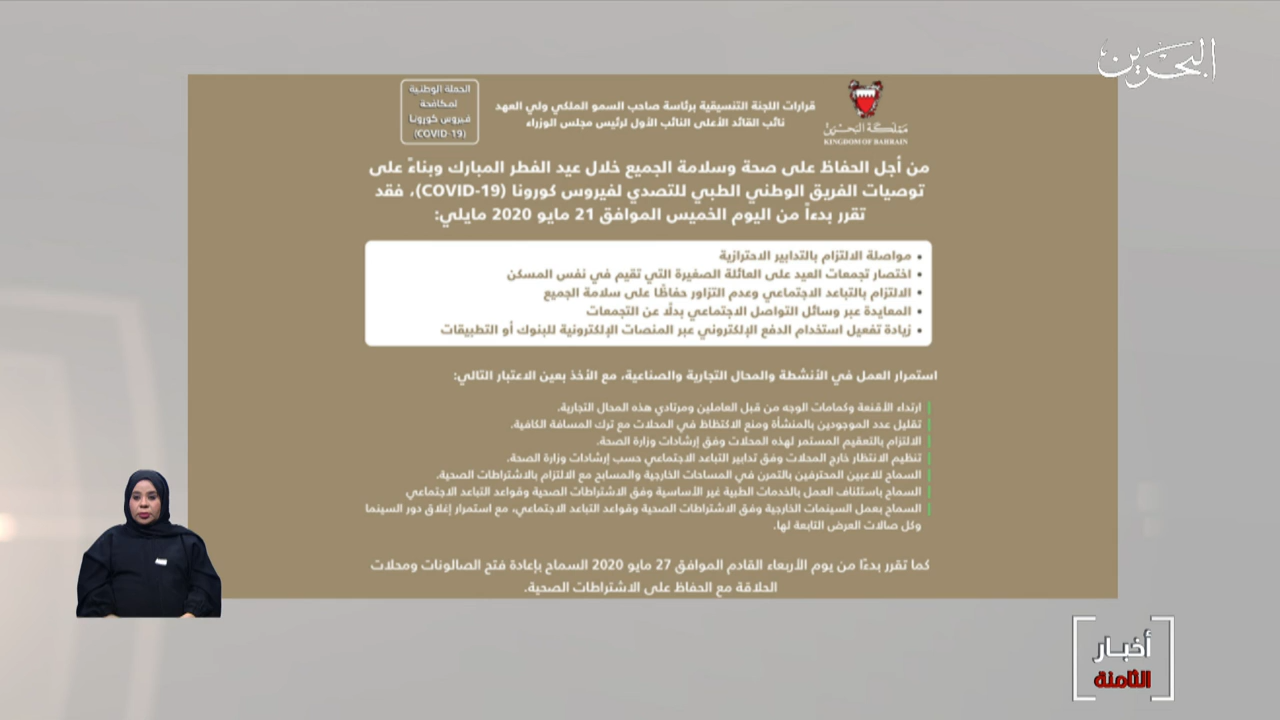 البحرين
قرارات اللجنة التنسيقية برئاسة صاحب السمو الملكي ولي العهد
نائب القائد الأعلى النائب الأول لرئيس مجلس الوزراء
مملكة البحرين
KINGDOM OF BAHRAIN
الحملة الوطنية
لمكافحة
فيروس كورونا
(COVID-19)
من أجل الحفاظ على صحة وسلامة الجميع خلال عيد الفطر المبارك وبناءً على
توصيات الفريق الوطني الطبي للتصدي لفيروس كورونا (COVID-19)، فقد
تقرر بدءاً من اليوم الخميس الموافق 21 مايو 2020 مايلي:
• مواصلة الالتزام بالتدابير الاحترازية
• اختصار تجمعات العيد على العائلة الصغيرة التي تقيم في نفس المسكن
• الالتزام بالتباعد الاجتماعي وعدم التزاور حفاظًا على سلامة الجميع
• المعايدة عبر وسائل التواصل الاجتماعي بدلًا عن التجمعات
• زيادة تفعيل استخدام الدفع الإلكتروني عبر المنصات الإلكترونية للبنوك أو التطبيقات
استمرار العمل في الأنشطة والمحال التجارية والصناعية، مع الأخذ بعين الاعتبار التالي:
ارتداء الأقنعة وكمامات الوجه من قبل العاملين ومرتادي هذه المحال التجارية.
تقليل عدد الموجودين بالمنشأة ومنع الاكتظاظ في المحلات مع ترك المسافة الكافية.
الالتزام بالتعقيم المستمر لهذه المحلات وفق إرشادات وزارة الصحة.
تنظيم الانتظار خارج المحلات وفق تدابير التباعد الاجتماعي حسب إرشادات وزارة الصحة.
السماح للاعبين المحترفين بالتمرن في المساحات الخارجية والمسابح مع الالتزام بالاشتراطات الصحية.
السماح باستئناف العمل بالخدمات الطبية غير الأساسية وفق الاشتراطات الصحية وقواعد التباعد الاجتماعي
السماح بعمل السينمات الخارجية وفق الاشتراطات الصحية وقواعد التباعد الاجتماعي، مع استمرار إغلاق دور السينما
وكل صالات العرض التابعة لها.
كما تقرر بدءًا من يوم الأربعاء القادم الموافق 27 مايو 2020 السماح بإعادة فتح الصالونات ومحلات
الحلاقة مع الحفاظ على الاشتراطات الصحية.
أخبار
الثامنة